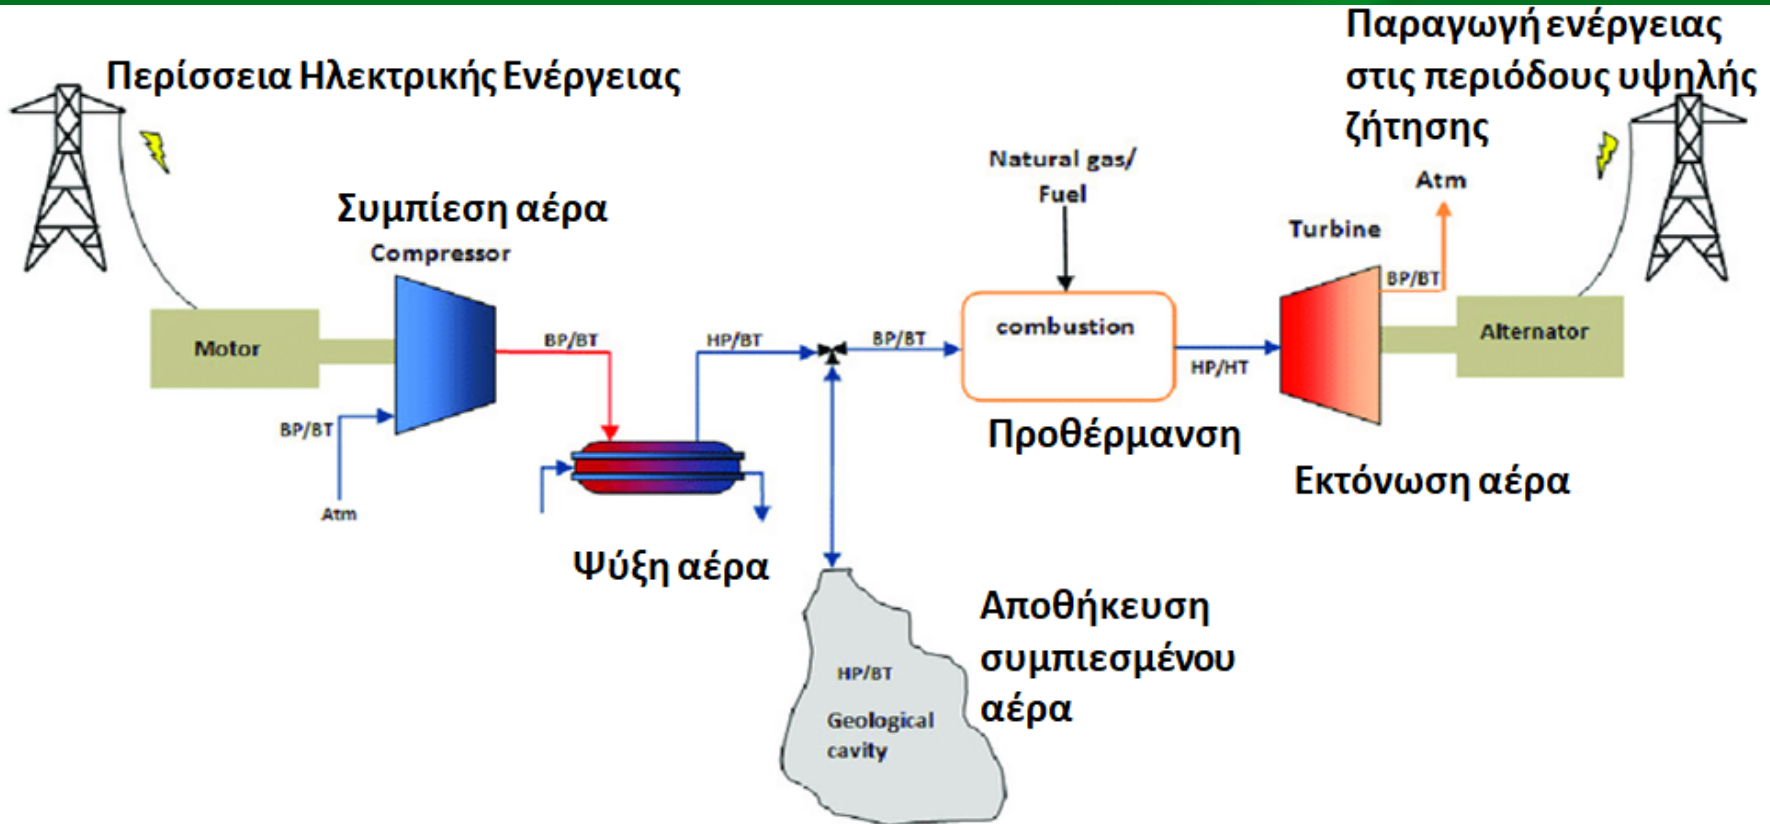 Περίσσεια Ηλεκτρικής Ενέργειας
Παραγωγή ενέργειας
στις περιόδους υψηλής
ζήτησης
Συμπίεση αέρα
Compressor
Natural gas/
Fuel
Atm
Turbine
BP/BT
Motor
BP/BT
HP/BT
BP/BT
combustion
HP/HT
Alternator
BP/BT
Atm
Προθέρμανση
Εκτόνωση αέρα
Ψύξη αέρα
Αποθήκευση
συμπιεσμένου
αέρα
HP/BT
Geological
cavity